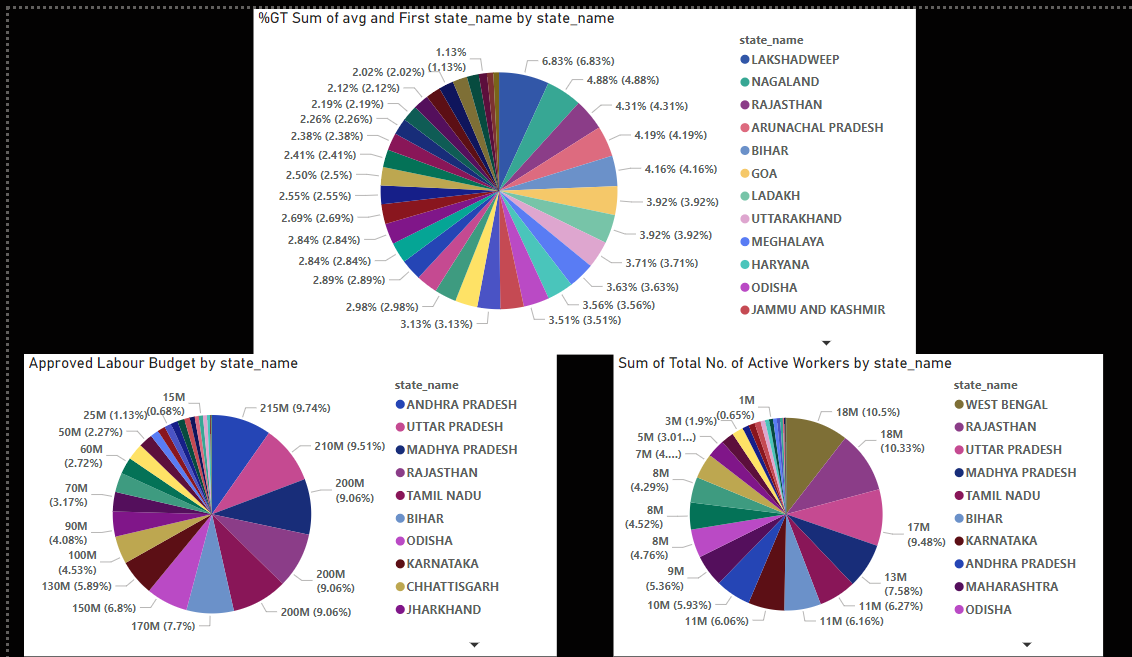 %GT Sum of avg and First state_name by state_name
1.13%
(1.13%)
2.02% (2.02%)
2.12% (2.12%)
2.19% (2.19%)
2.26% (2.26%)
2.38% (2.38%)
2.41% (2.41%)
2.50% (2.5%)
2.55% (2.55%)
2.69% (2.69%)
2.84% (2.84%)
2.84% (2.84%)
2.89% (2.89%)
2.98% (2.98%)
3.13% (3.13%)
6.83% (6.83%)
4.88% (4.88%)
4.31% (4.31%)
4.19% (4.19%)
4.16% (4.16%)
3.92% (3.92%)
3.92% (3.92%)
3.71% (3.71%)
3.63% (3.63%)
3.56% (3.56%)
3.51% (3.51%)
state_name
LAKSHADWEEP
NAGALAND
RAJASTHAN
ARUNACHAL PRADESH
BIHAR
GOA
LADAKH
UTTARAKHAND
MEGHALAYA
HARYANA
ODISHA
JAMMU AND KASHMIR
Approved Labour Budget by state_name
15M
(0.68%)
25M (1.13%)
50M (2.27%)
60M
(2.72%)
70M
(3.17%)
90M
(4.08%)
100M
(4.53%)
130M (5.89%)
150M (6.8%)
170M (7.7%)
215M (9.74%)
210M (9.51%)
200M
(9.06%)
200M
(9.06%)
200M (9.06%)
state_name
ANDHRA PRADESH
UTTAR PRADESH
MADHYA PRADESH
RAJASTHAN
TAMIL NADU
BIHAR
ODISHA
KARNATAKA
CHHATTISGARH
JHARKHAND
Sum of Total No. of Active Workers by state_name
1M
(0.65%)
3M (1.9%)
5M (3.01...)
7M (4....)
8M
(4.29%)
8M
(4.52%)
8M
(4.76%)
9M
(5.36%)
10M (5.93%)
11M (6.06%)
18M (10.5%)
18M
(10.33%)
17M
(9.48%)
13M
(7.58%)
11M (6.27%)
11M (6.16%)
state_name
WEST BENGAL
RAJASTHAN
UTTAR PRADESH
MADHYA PRADESH
TAMIL NADU
BIHAR
KARNATAKA
ANDHRA PRADESH
MAHARASHTRA
ODISHA